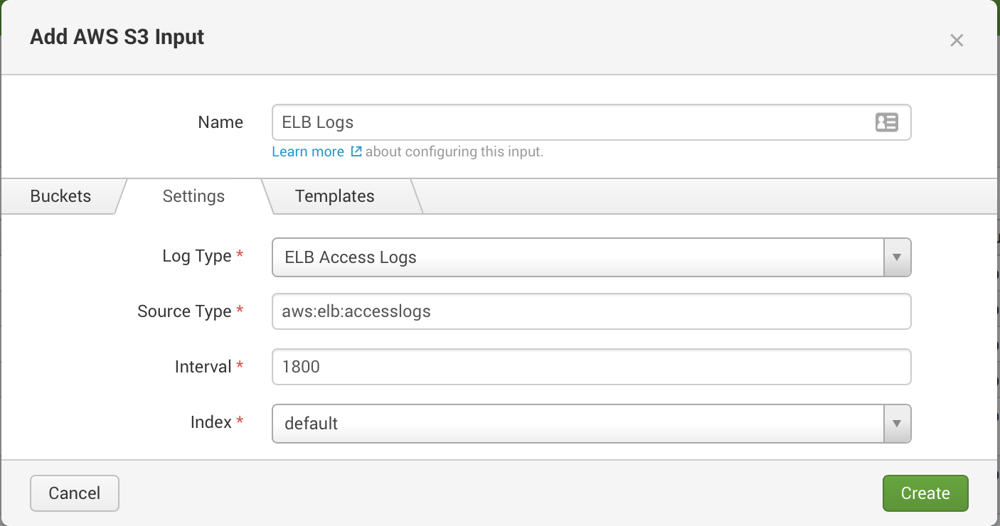 Add AWS S3 Input
×
Name
ELB Logs
Learn more about configuring this input.
Buckets Settings Templates
Log Type * ELB Access Logs
Source Type * aws:elb:accesslogs
Interval * 1800
Index * default
Cancel Create